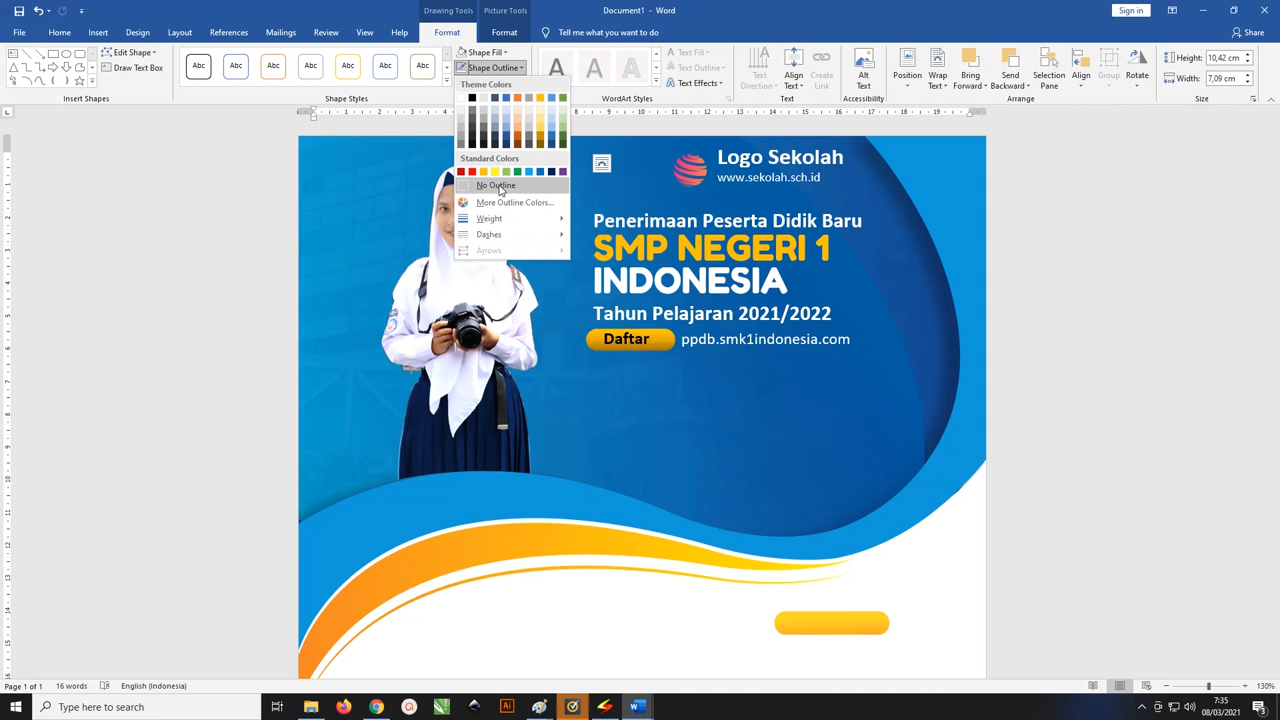 Drawing Tools Picture Tools Document1 - Word Sign in
File Home Insert Design Layout References Mailings Review View Help Format Format Tell me what you want to do Share
Edit Shape
Draw Text Box
Insert Shapes
Abc Abc Abc Abc Abc Abc Abc
Shape Styles
Shape Fill
Shape Outline
Text Fill
Text Outline
Text Effects
WordArt Styles
Text Direction
Align Text
Create Link
Text
Alt Text
Accessibility
Position
Wrap Text
Bring Forward
Send Backward
Selection Pane
Align
Group
Rotate
Arrange
Height: 10,42 cm
Width: 7,09 cm
Size
Theme Colors
Standard Colors
No Outline
More Outline Colors...
Weight
Dashes
Arrows
Logo Sekolah
www.sekolah.sch.id
Penerimaan Peserta Didik Baru
SMP NEGERI 1
INDONESIA
Tahun Pelajaran 2021/2022
Daftar ppdb.smk1indonesia.com
Page 1 of 1 16 words English (Indonesia) 130%
Type here to search
7:35
08/03/2021